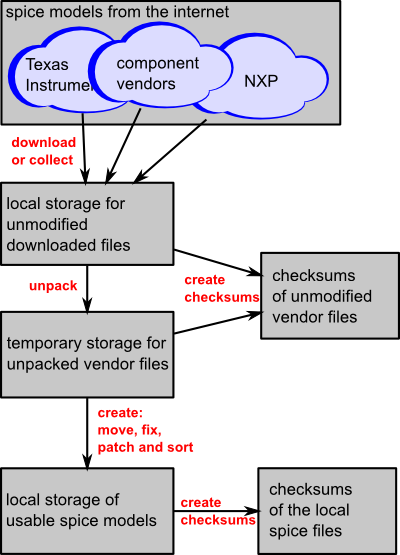 spice models from the internet
Texas
Instrumen
component
vendors
NXP
download
or collect
local storage for
unmodified
downloaded files
unpack
create
checksums
checksums
of unmodified
vendor files
temporary storage for
unpacked vendor files
create:
move, fix,
patch and sort
local storage of
usable spice models
create
checksums
checksums
of the local
spice files